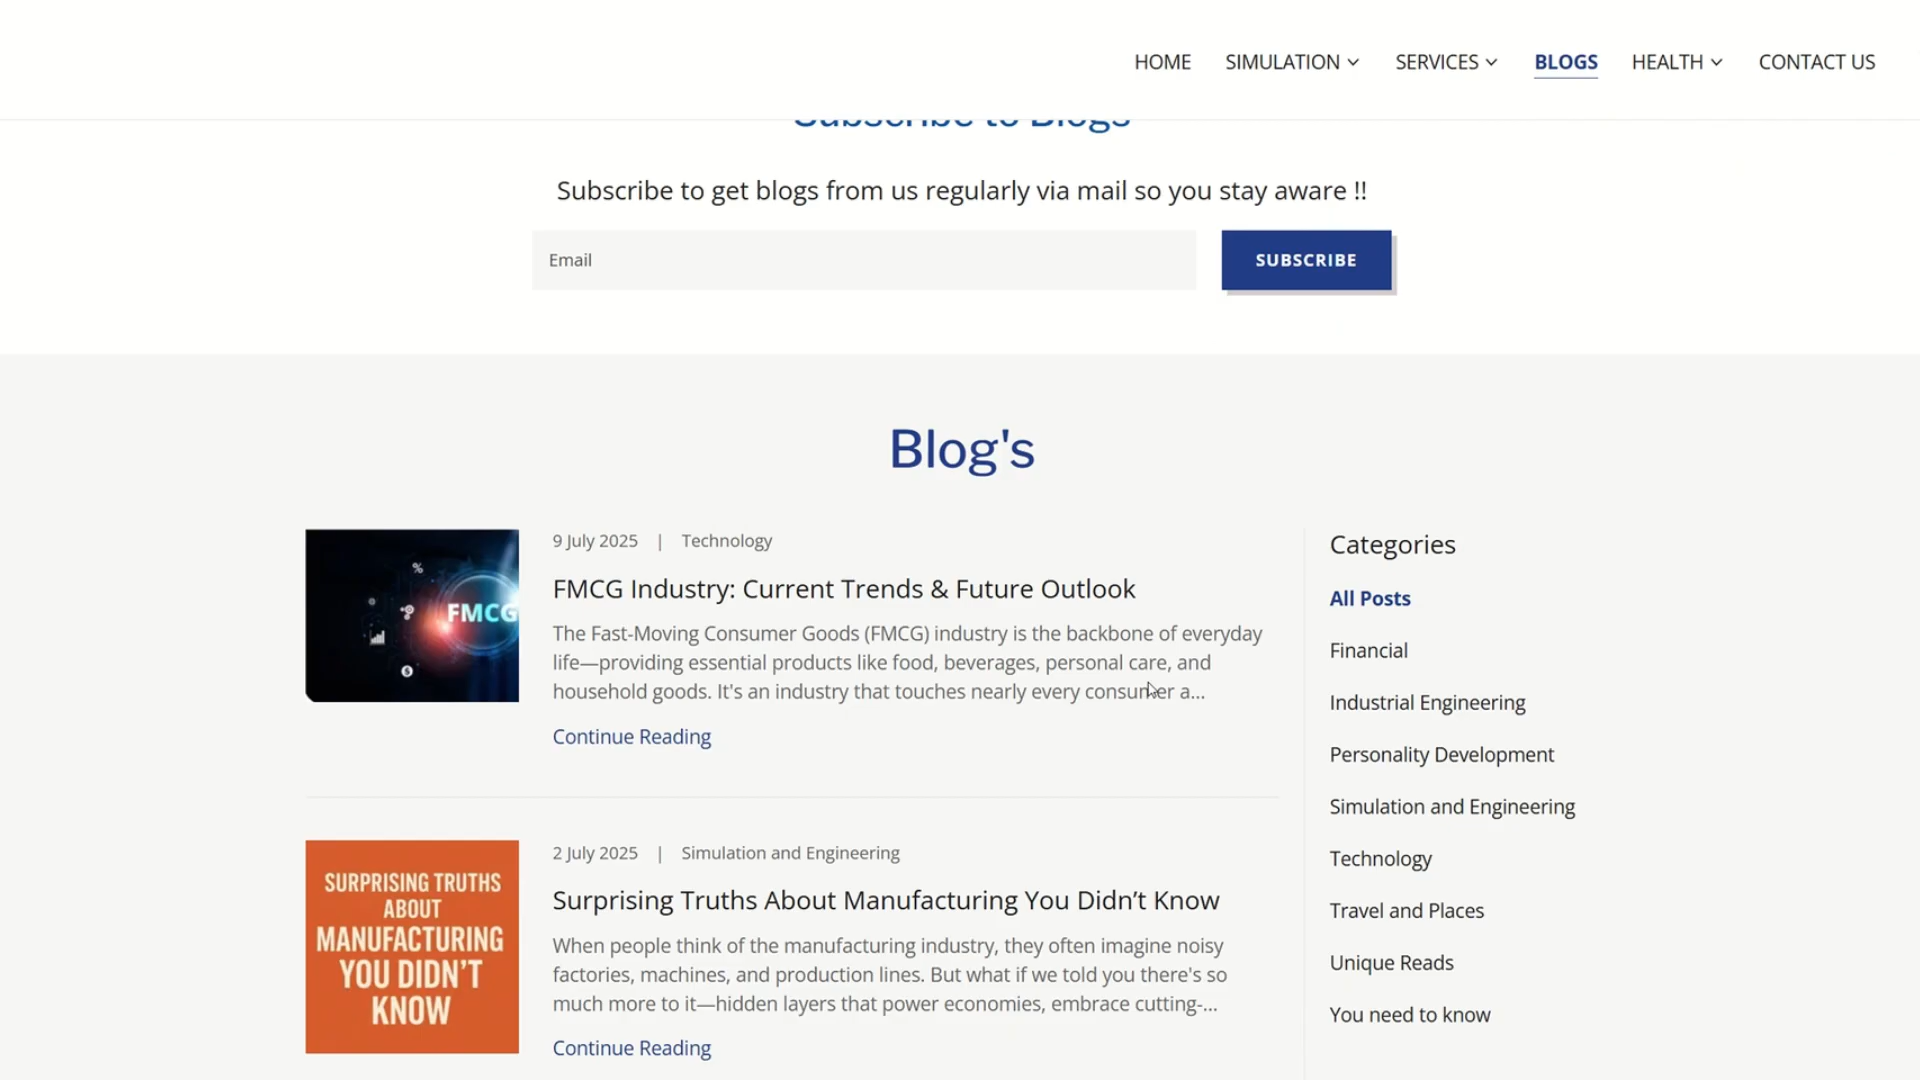 HOME SIMULATION SERVICES BLOGS HEALTH CONTACT US
Subscribe to Blogs
Subscribe to get blogs from us regularly via mail so you stay aware !!
Email
SUBSCRIBE
Blog's
FMCG
9 July 2025 | Technology
FMCG Industry: Current Trends & Future Outlook
The Fast-Moving Consumer Goods (FMCG) industry is the backbone of everyday
life—providing essential products like food, beverages, personal care, and
household goods. It's an industry that touches nearly every consumer a...
Continue Reading
SURPRISING TRUTHS
ABOUT
MANUFACTURING
YOU DIDN'T
KNOW
2 July 2025 | Simulation and Engineering
Surprising Truths About Manufacturing You Didn’t Know
When people think of the manufacturing industry, they often imagine noisy
factories, machines, and production lines. But what if we told you there's so
much more to it—hidden layers that power economies, embrace cutting-...
Continue Reading
Categories
All Posts
Financial
Industrial Engineering
Personality Development
Simulation and Engineering
Technology
Travel and Places
Unique Reads
You need to know